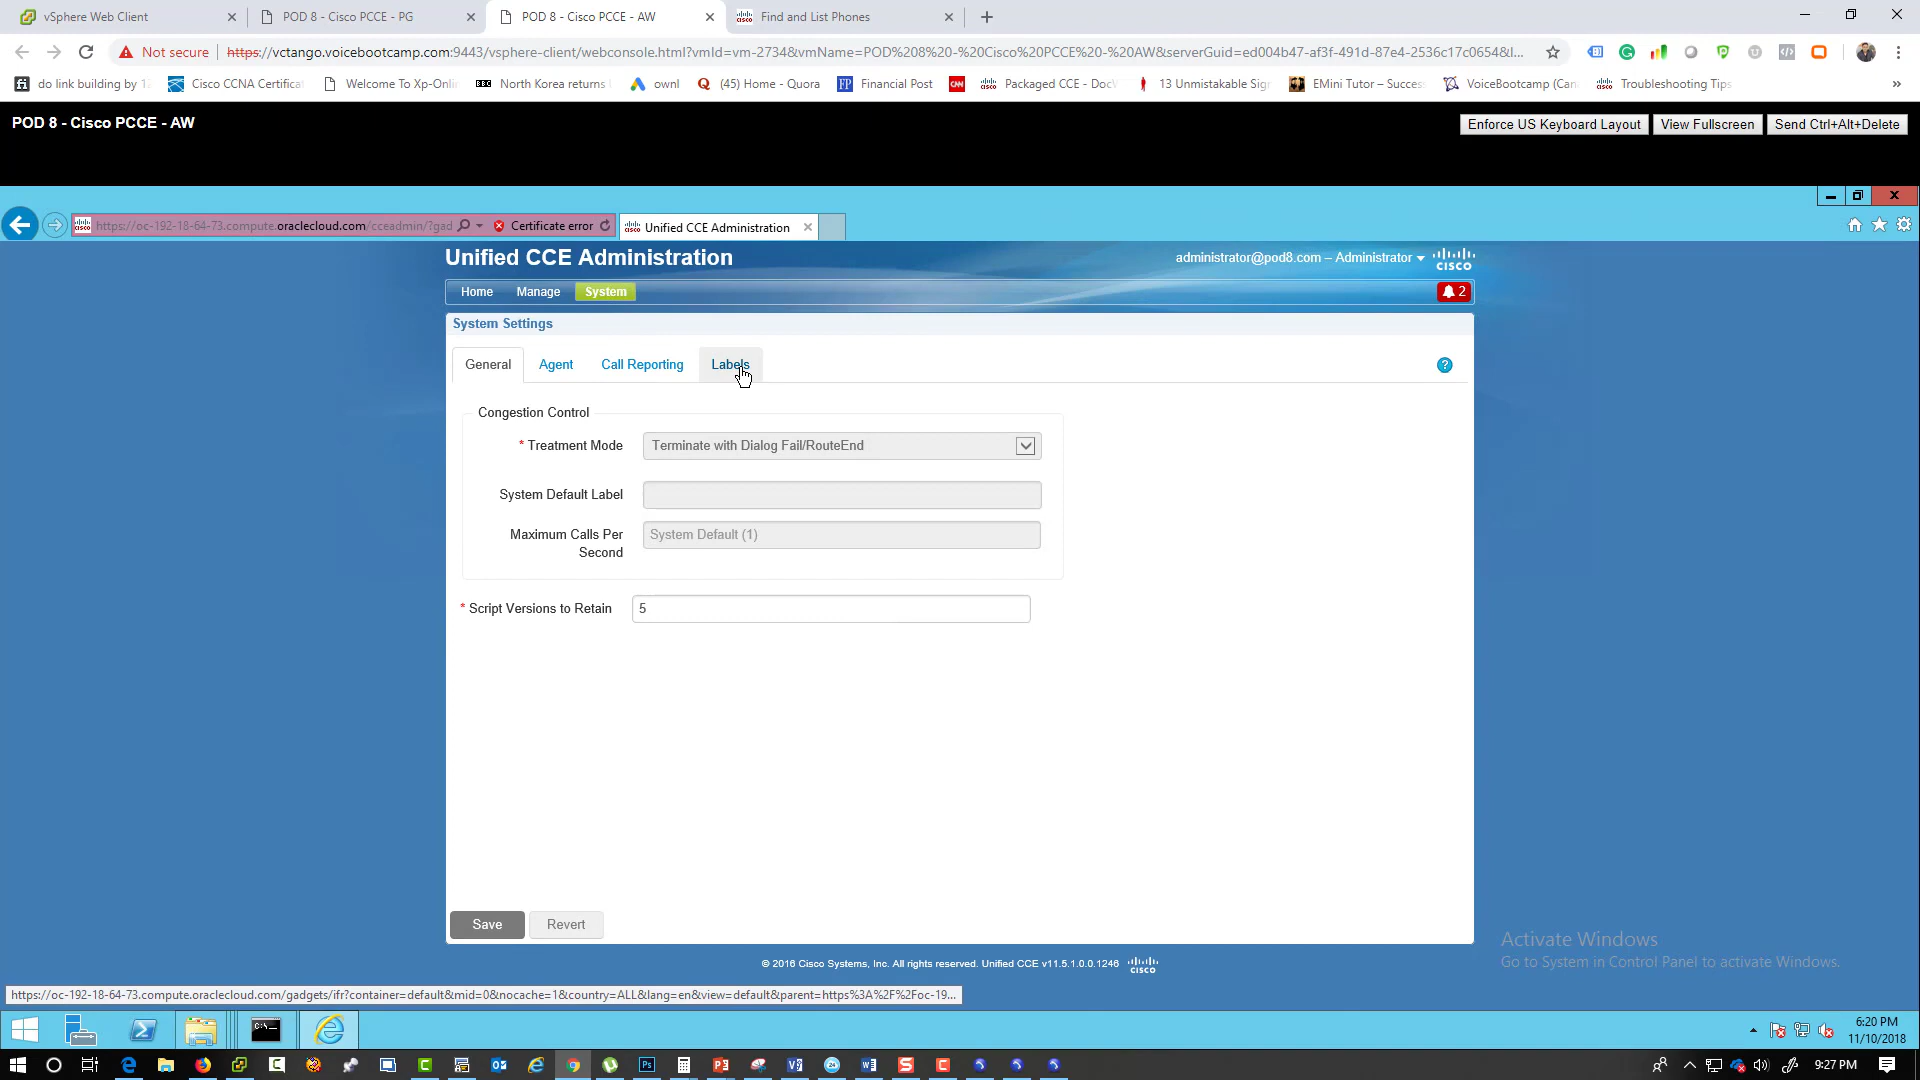 vSphere Web Client
POD 8 - Cisco PCCE - PG
POD 8 - Cisco PCCE - AW
Find and List Phones
Not secure
https://vctango.voicebootcamp.com:9443/vsphere-client/webconsole.html?vmId=vm-2734&vmName=POD%208%20-%20Cisco%20PCCE%20-%20AW&serverGuid=ed004b47-af3f-491d-87e4-2536c17c0654&l...
do link building by 1
Cisco CCNA Certifica
Welcome To Xp-Onli
North Korea returns
ownl
(45) Home - Quora
Financial Post
Packaged CCE - Doc
13 Unmistakable Sig
EMini Tutor – Succes
VoiceBootcamp (Can
Troubleshooting Tips
»
POD 8 - Cisco PCCE - AW
Enforce US Keyboard Layout
View Fullscreen
Send Ctrl+Alt+Delete
https://oc-192-18-64-73.compute.oraclecloud.com/cceadmin/?gad
Certificate error
Unified CCE Administration
Unified CCE Administration
administrator@pod8.com – Administrator
CISCO
Home
Manage
System
2
System Settings
General
Agent
Call Reporting
Labels
?
Congestion Control
* Treatment Mode
Terminate with Dialog Fail/RouteEnd
System Default Label
Maximum Calls Per
Second
System Default (1)
* Script Versions to Retain
5
Save
Revert
Activate Windows
Go to System in Control Panel to activate Windows.
© 2016 Cisco Systems, Inc. All rights reserved. Unified CCE v11.5.1.0.0.1246
CISCO
https://oc-192-18-64-73.compute.oraclecloud.com/gadgets/ifr?container=default&mid=0&nocache=1&country=ALL&lang=en&view=default&parent=https%3A%2F%2Foc-19...
6:20 PM
11/10/2018
9:27 PM